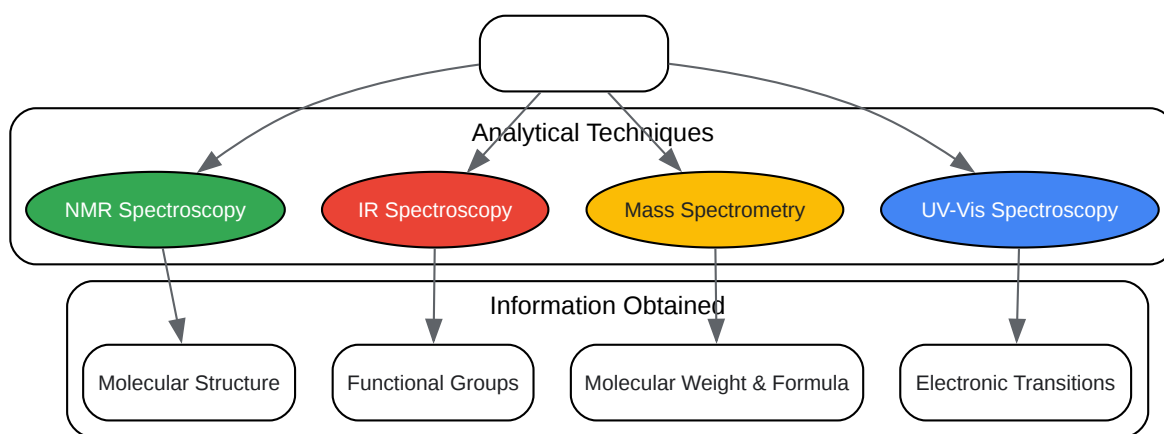 Analytical Techniques
NMR Spectroscopy
IR Spectroscopy
Mass Spectrometry
UV-Vis Spectroscopy
Information Obtained
Molecular Structure
Functional Groups
Molecular Weight & Formula
Electronic Transitions